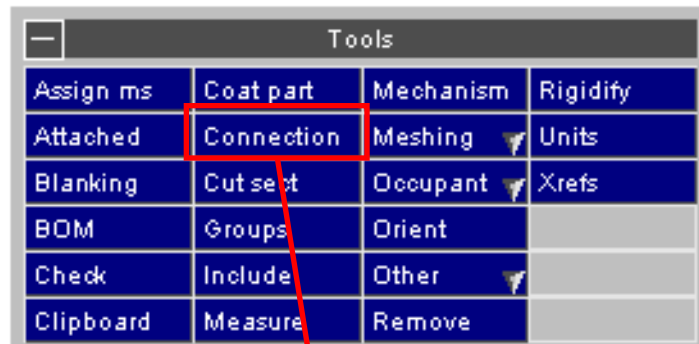 Tools
Assign ms Coat part Mechanism Rigidify
Attached Connection Meshing Units
Blanking Cut sect Occupant Xrefs
BOM Groups Orient
Check Include Other
Clipboard Measure Remove